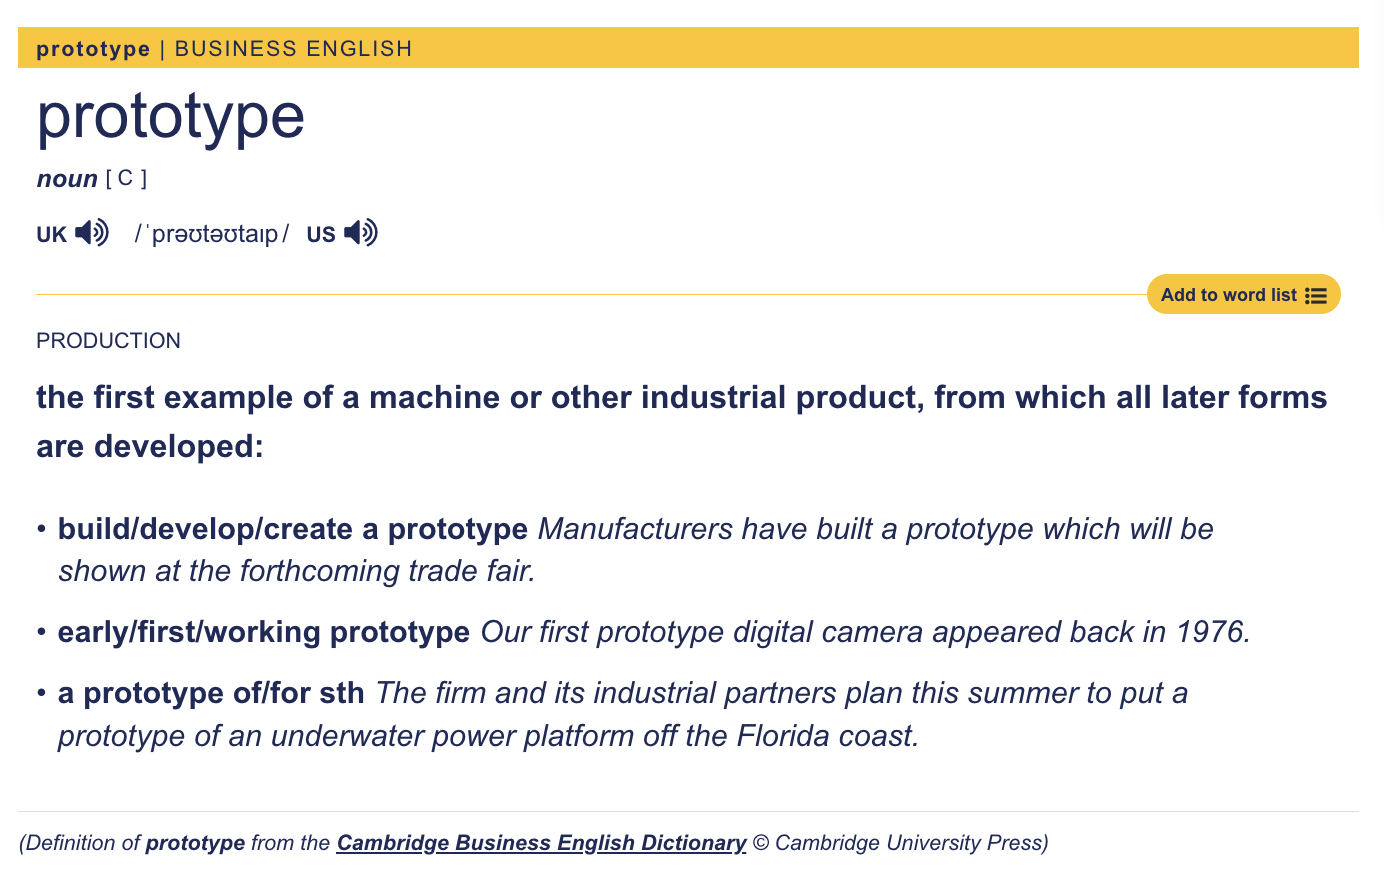 prototype | BUSINESS ENGLISH
prototype
noun [ C ]
UK /ˈprəʊtəʊtaɪp/ US
Add to word list
PRODUCTION
the first example of a machine or other industrial product, from which all later forms
are developed:
• build/develop/create a prototype Manufacturers have built a prototype which will be
shown at the forthcoming trade fair.
• early/first/working prototype Our first prototype digital camera appeared back in 1976.
• a prototype of/for sth The firm and its industrial partners plan this summer to put a
prototype of an underwater power platform off the Florida coast.
(Definition of prototype from the Cambridge Business English Dictionary © Cambridge University Press)